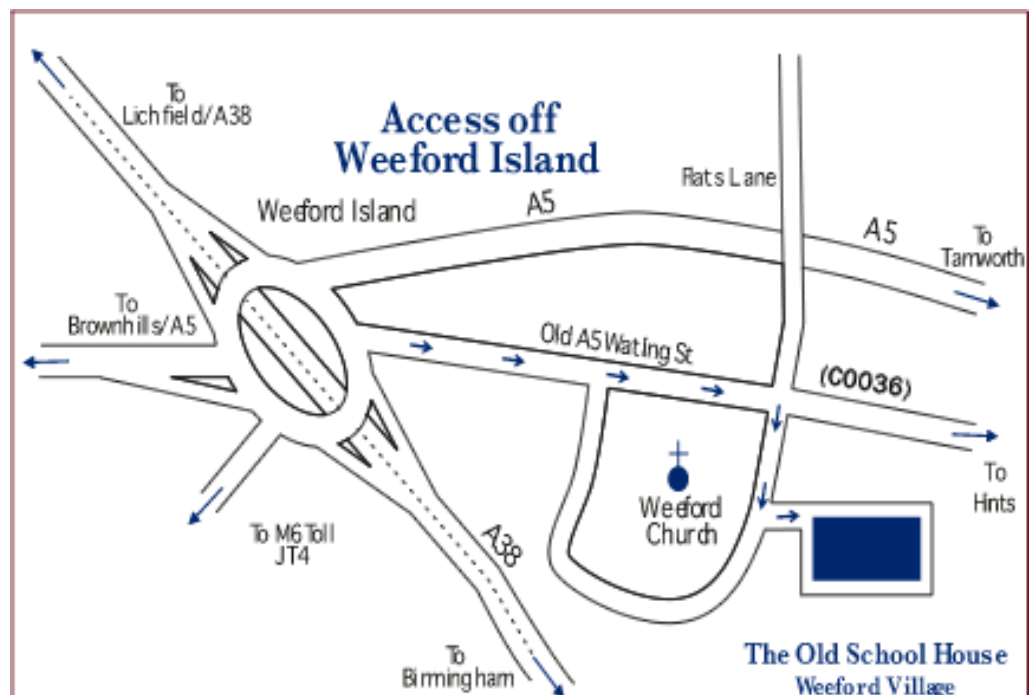 To
Lichfield/A38
Access off
Weeford Island
Flats Lane
Weeford Island
A5
A5
To
Tamworth
To
Brownhills/A5
Old A5 Watling St
(C0036)
To
Hints
Weeford
Church
To M6 Toll
JT4
A38
To
Birmingham
The Old School House
Weeford Village